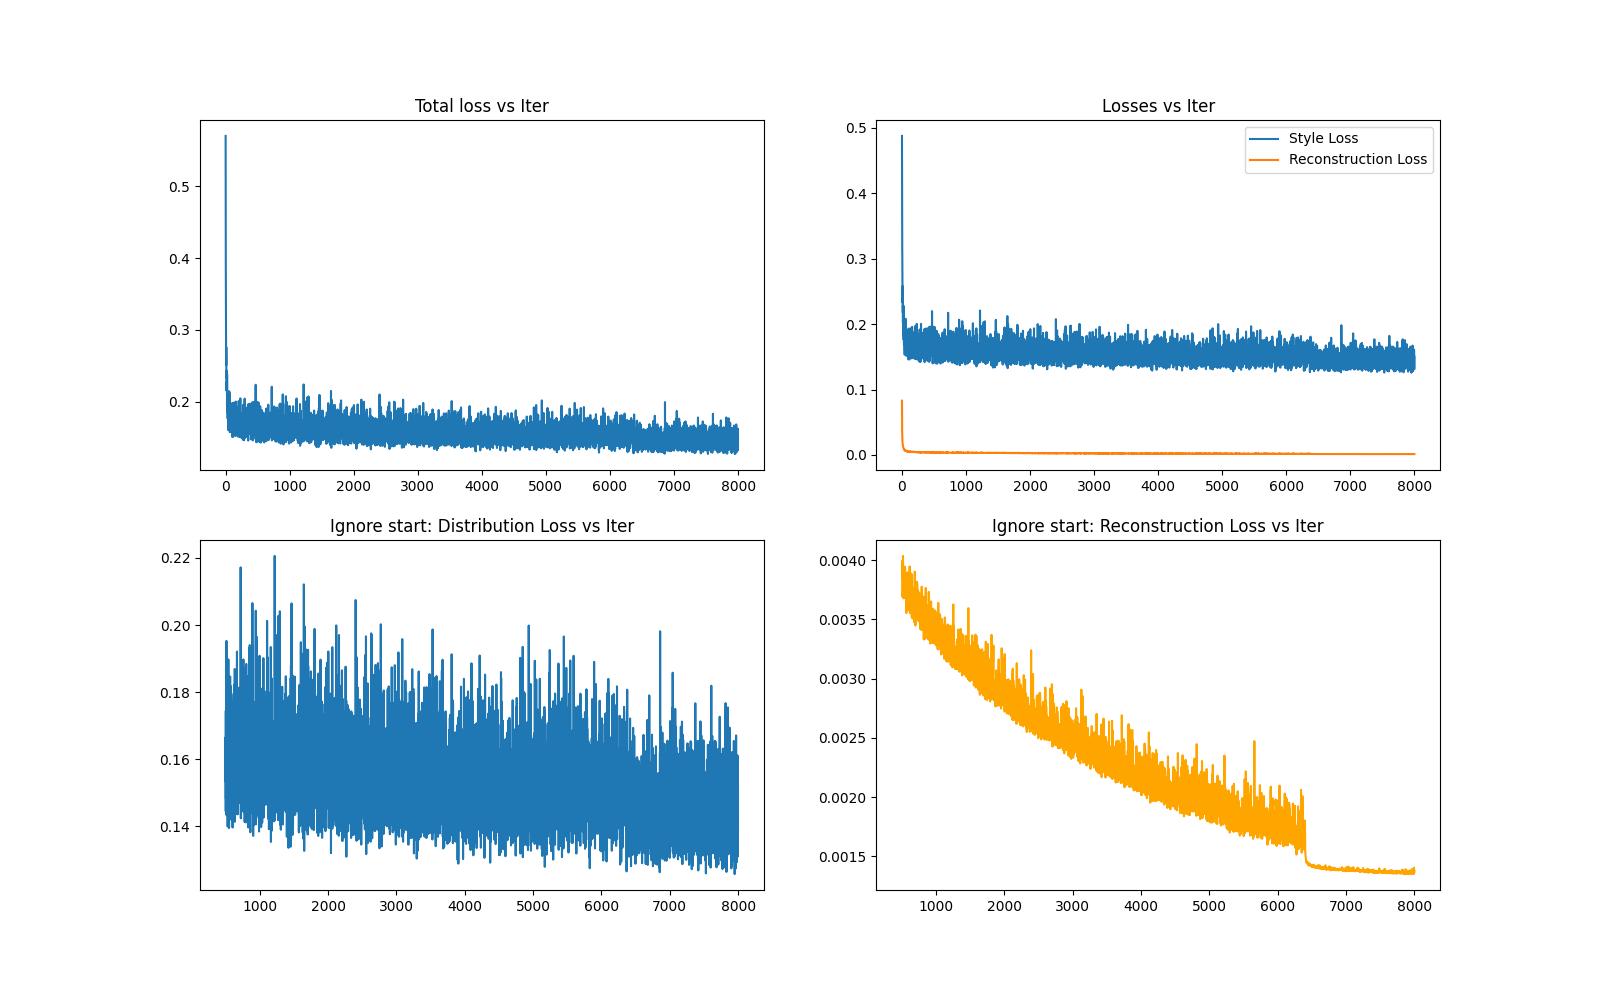 Total loss vs Iter
0.5
0.4
0.3
0.2
0 1000 2000 3000 4000 5000 6000 7000 8000
Losses vs Iter
Style Loss
Reconstruction Loss
0.5
0.4
0.3
0.2
0.1
0.0
0 1000 2000 3000 4000 5000 6000 7000 8000
Ignore start: Distribution Loss vs Iter
0.22
0.20
0.18
0.16
0.14
1000 2000 3000 4000 5000 6000 7000 8000
Ignore start: Reconstruction Loss vs Iter
0.0040
0.0035
0.0030
0.0025
0.0020
0.0015
1000 2000 3000 4000 5000 6000 7000 8000